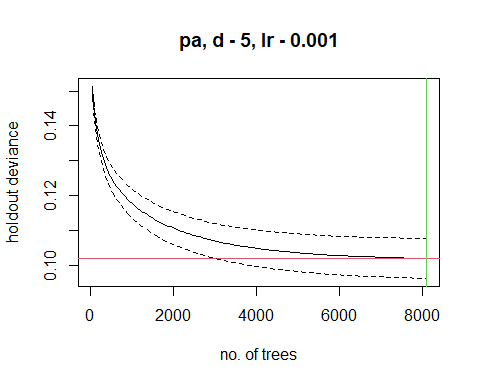 pa, d - 5, lr - 0.001
holdout deviance
0.14
0.12
0.10
0
2000
4000
6000
8000
no. of trees